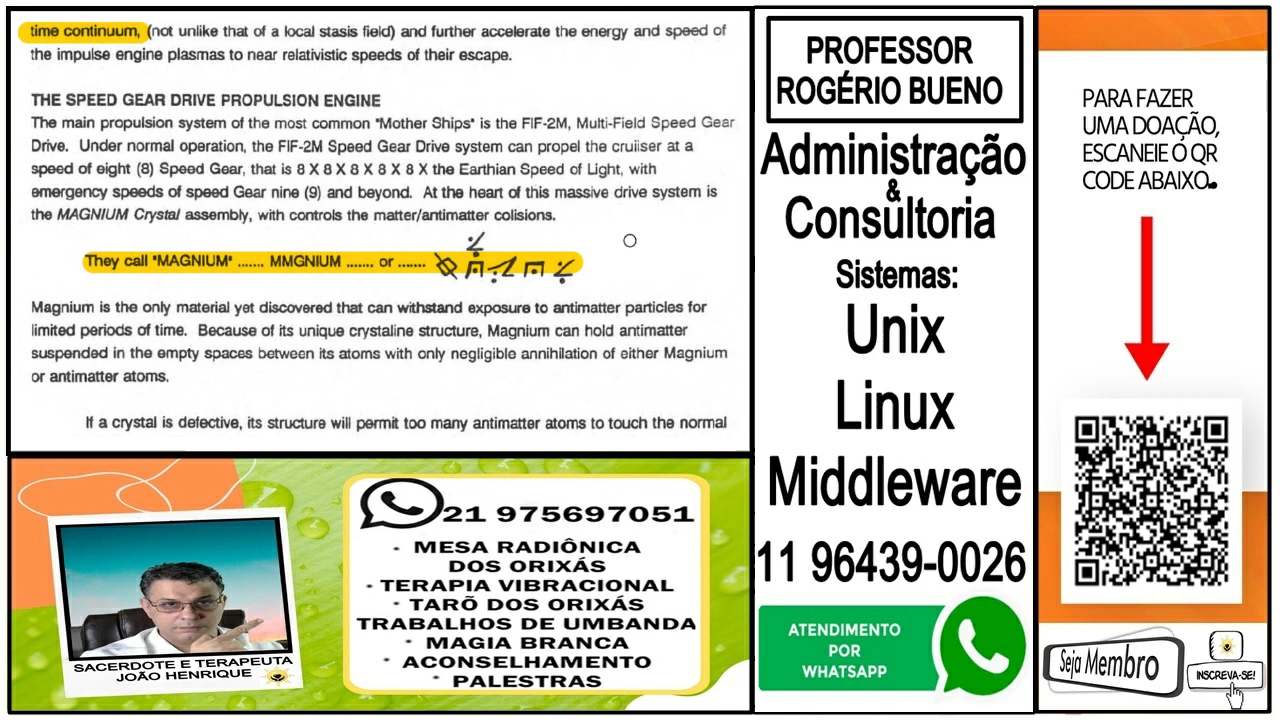 time continuum, (not unlike that of a local stasis field) and further accelerate the energy and speed of
the impulse engine plasmas to near relativistic speeds of their escape.
THE SPEED GEAR DRIVE PROPULSION ENGINE
The main propulsion system of the most common "Mother Ships" is the FIF-2M, Multi-Field Speed Gear
Drive. Under normal operation, the FIF-2M Speed Gear Drive system can propel the cruiiser at a
speed of eight (8) Speed Gear, that is 8 X 8 X 8 X 8 X 8 X the Earthian Speed of Light, with
emergency speeds of speed Gear nine (9) and beyond. At the heart of this massive drive system is
the MAGNIUM Crystal assembly, with controls the matter/antimatter colisions.
They call "MAGNIUM" ....... MMGNIUM ....... or .......
Magnium is the only material yet discovered that can withstand exposure to antimatter particles for
limited periods of time. Because of its unique crystaline structure, Magnium can hold antimatter
suspended in the empty spaces between its atoms with only negligible annihilation of either Magnium
or antimatter atoms.
If a crystal is defective, its structure will permit too many antimatter atoms to touch the normal
SACERDOTE E TERAPEUTA
JOÃO HENRIQUE
21 975697051
· MESA RADIÔNICA
DOS ORIXÁS
· TERAPIA VIBRACIONAL
· TARÕ DOS ORIXÁS
TRABALHOS DE UMBANDA
· MAGIA BRANCA
· ACONSELHAMENTO
· PALESTRAS
PROFESSOR
ROGÉRIO BUENO
Administração
&
Consultoria
Sistemas:
Unix
Linux
Middleware
11 96439-0026
ATENDIMENTO
POR
WHATSAPP
PARA FAZER
UMA DOAÇÃO,
ESCANEIE O QR
CODE ABAIXO..
Seja Membro
INSCREVA-SE!